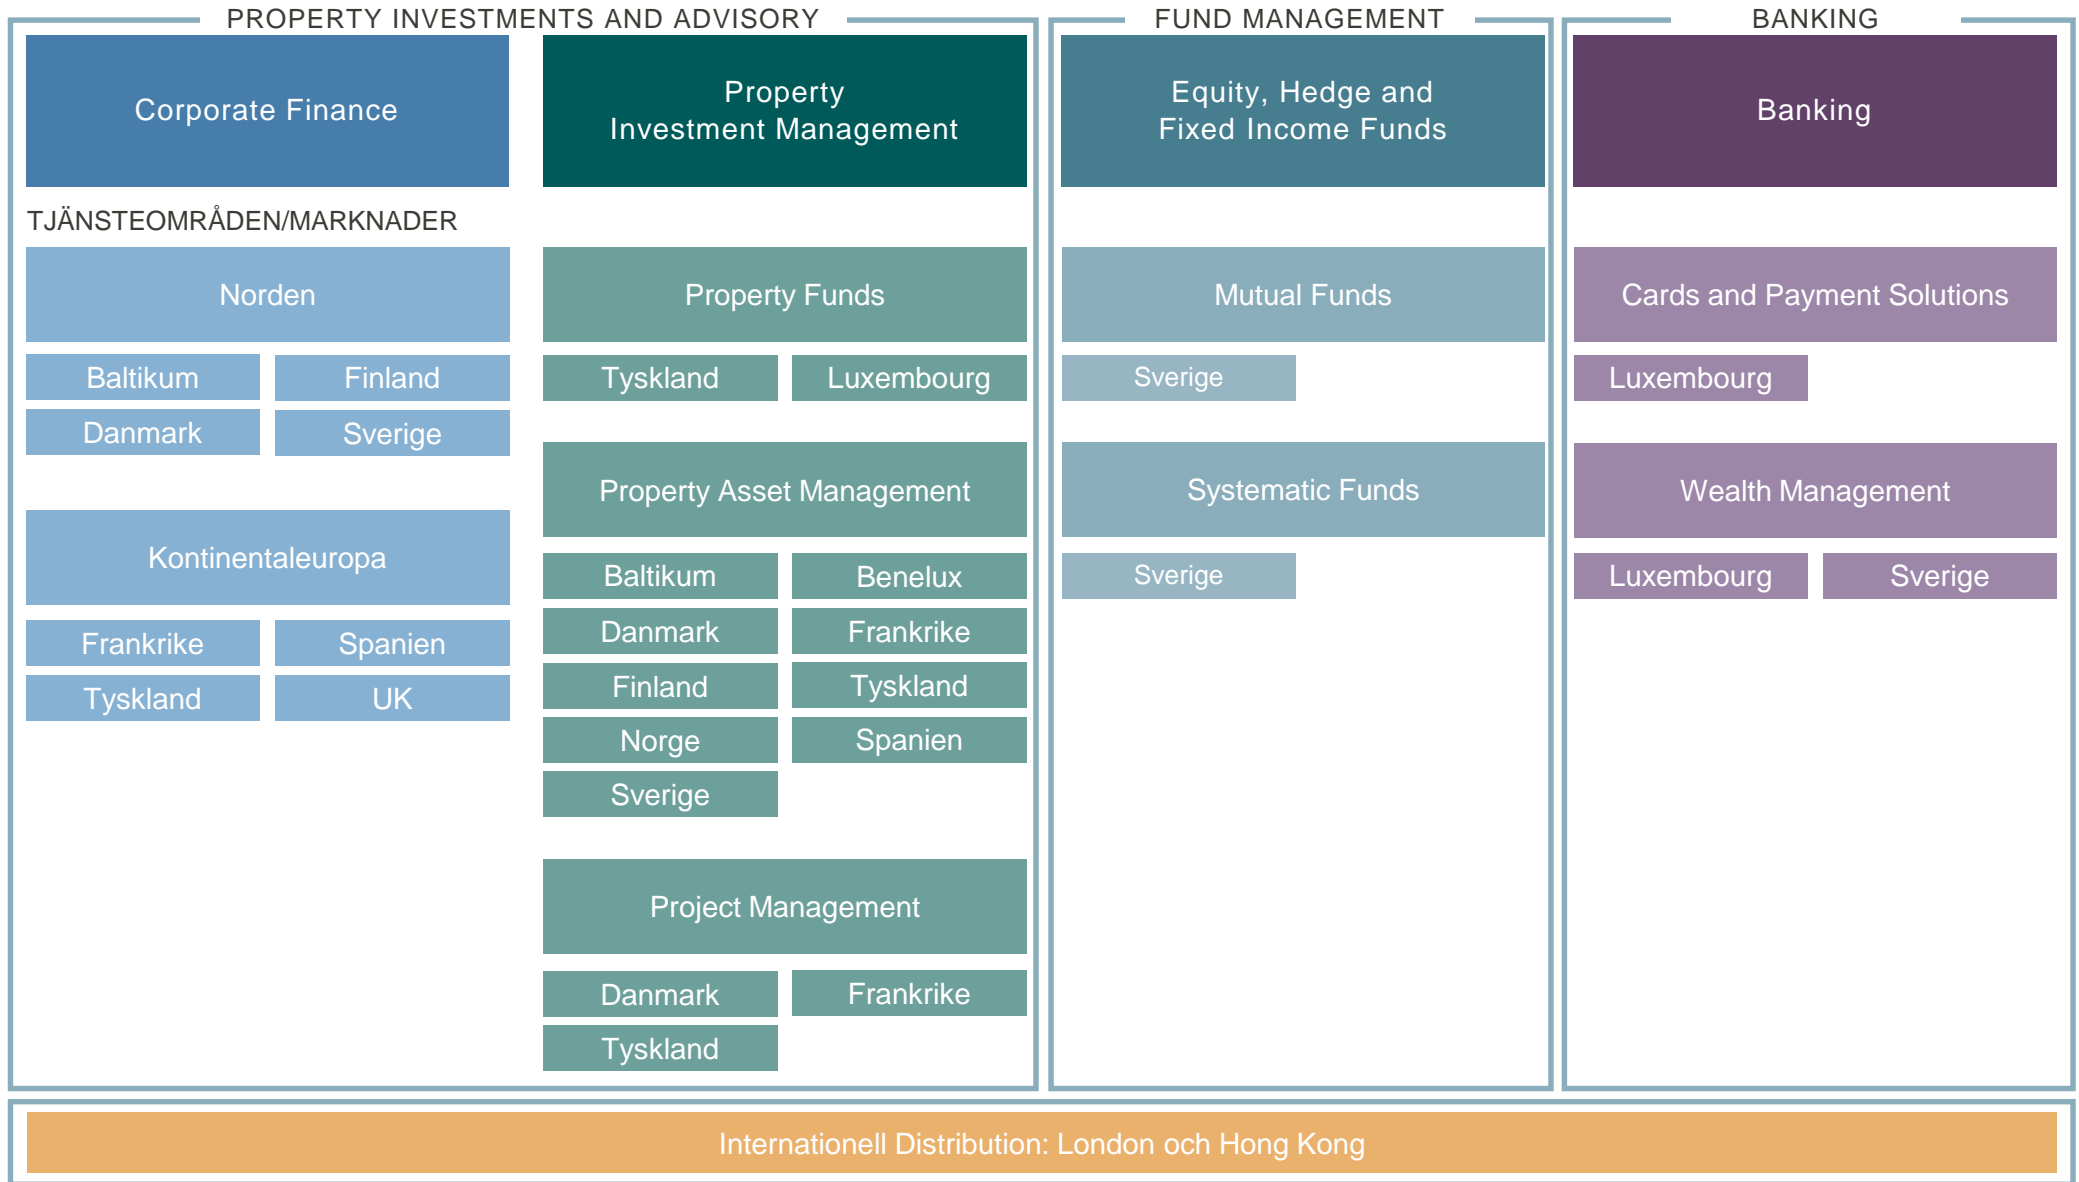 PROPERTY INVESTMENTS AND ADVISORY
Corporate Finance
Property
Investment Management
TJÄNSTEOMRÅDEN/MARKNADER
Norden
Baltikum
Finland
Danmark
Sverige
Kontinentaleuropa
Frankrike
Spanien
Tyskland
UK
Property Funds
Tyskland
Luxembourg
Property Asset Management
Baltikum
Benelux
Danmark
Frankrike
Finland
Tyskland
Norge
Spanien
Sverige
Project Management
Danmark
Frankrike
Tyskland
FUND MANAGEMENT
Equity, Hedge and
Fixed Income Funds
Mutual Funds
Sverige
Systematic Funds
Sverige
BANKING
Banking
Cards and Payment Solutions
Luxembourg
Wealth Management
Luxembourg
Sverige
Internationell Distribution: London och Hong Kong